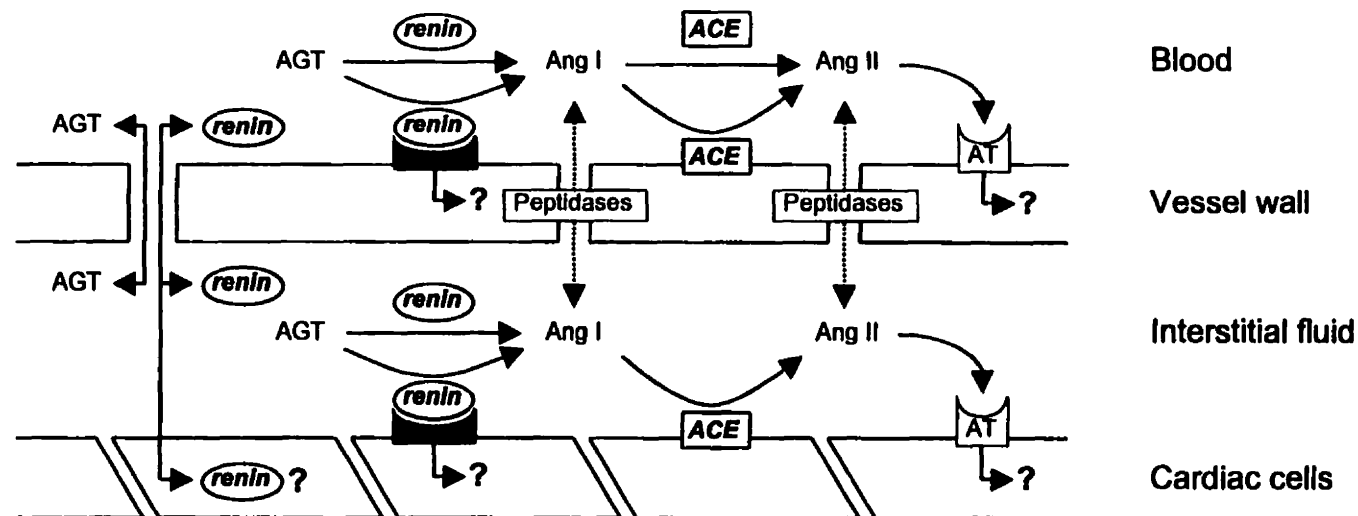 renin ACE
AGT Ang I Ang II Blood
AGT renin renin ACE AT
? Peptidases Peptidases ? Vessel wall
AGT renin renin
AGT Ang I Ang II Interstitial fluid
renin ACE AT
renin ? ? ? Cardiac cells